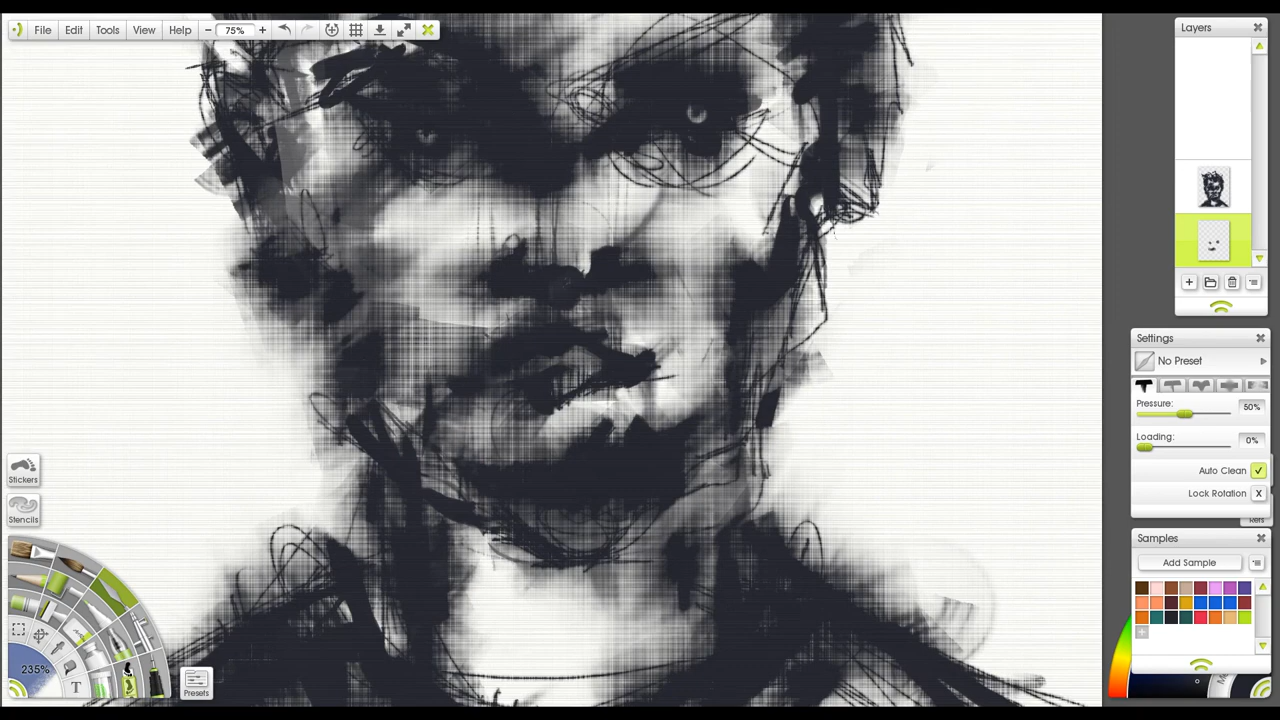 File Edit Tools View Help 75%
Layers
Settings
No Preset
Pressure: 50%
Loading: 0%
Auto Clean
Lock Rotation X
Refs
Samples
Add Sample
Stickers
Stencils
235%
T
Presets